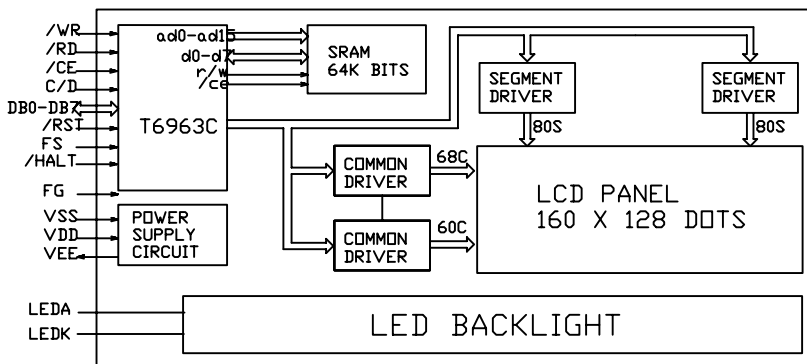 /WR
/RD
/CE
C/D
DB0-DB7
/RST
FS
/HALT
FG
VSS
VDD
VEE
LEDA
LEDK
ad0-ad15
d0-d7
r/w
/ce
T6963C
SRAM
64K BITS
SEGMENT
DRIVER
SEGMENT
DRIVER
80S
80S
COMMON
DRIVER
68C
COMMON
DRIVER
60C
LCD PANEL
160 X 128 DOTS
POWER
SUPPLY
CIRCUIT
LED BACKLIGHT